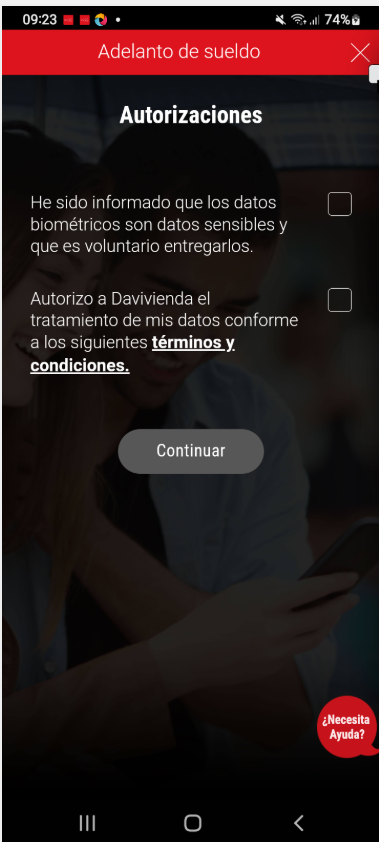 09:23
74%
Adelanto de sueldo
Autorizaciones
He sido informado que los datos
biométricos son datos sensibles y
que es voluntario entregarlos.
Autorizo a Davivienda el
tratamiento de mis datos conforme
a los siguientes términos y
condiciones.
Continuar
¿Necesita
Ayuda?